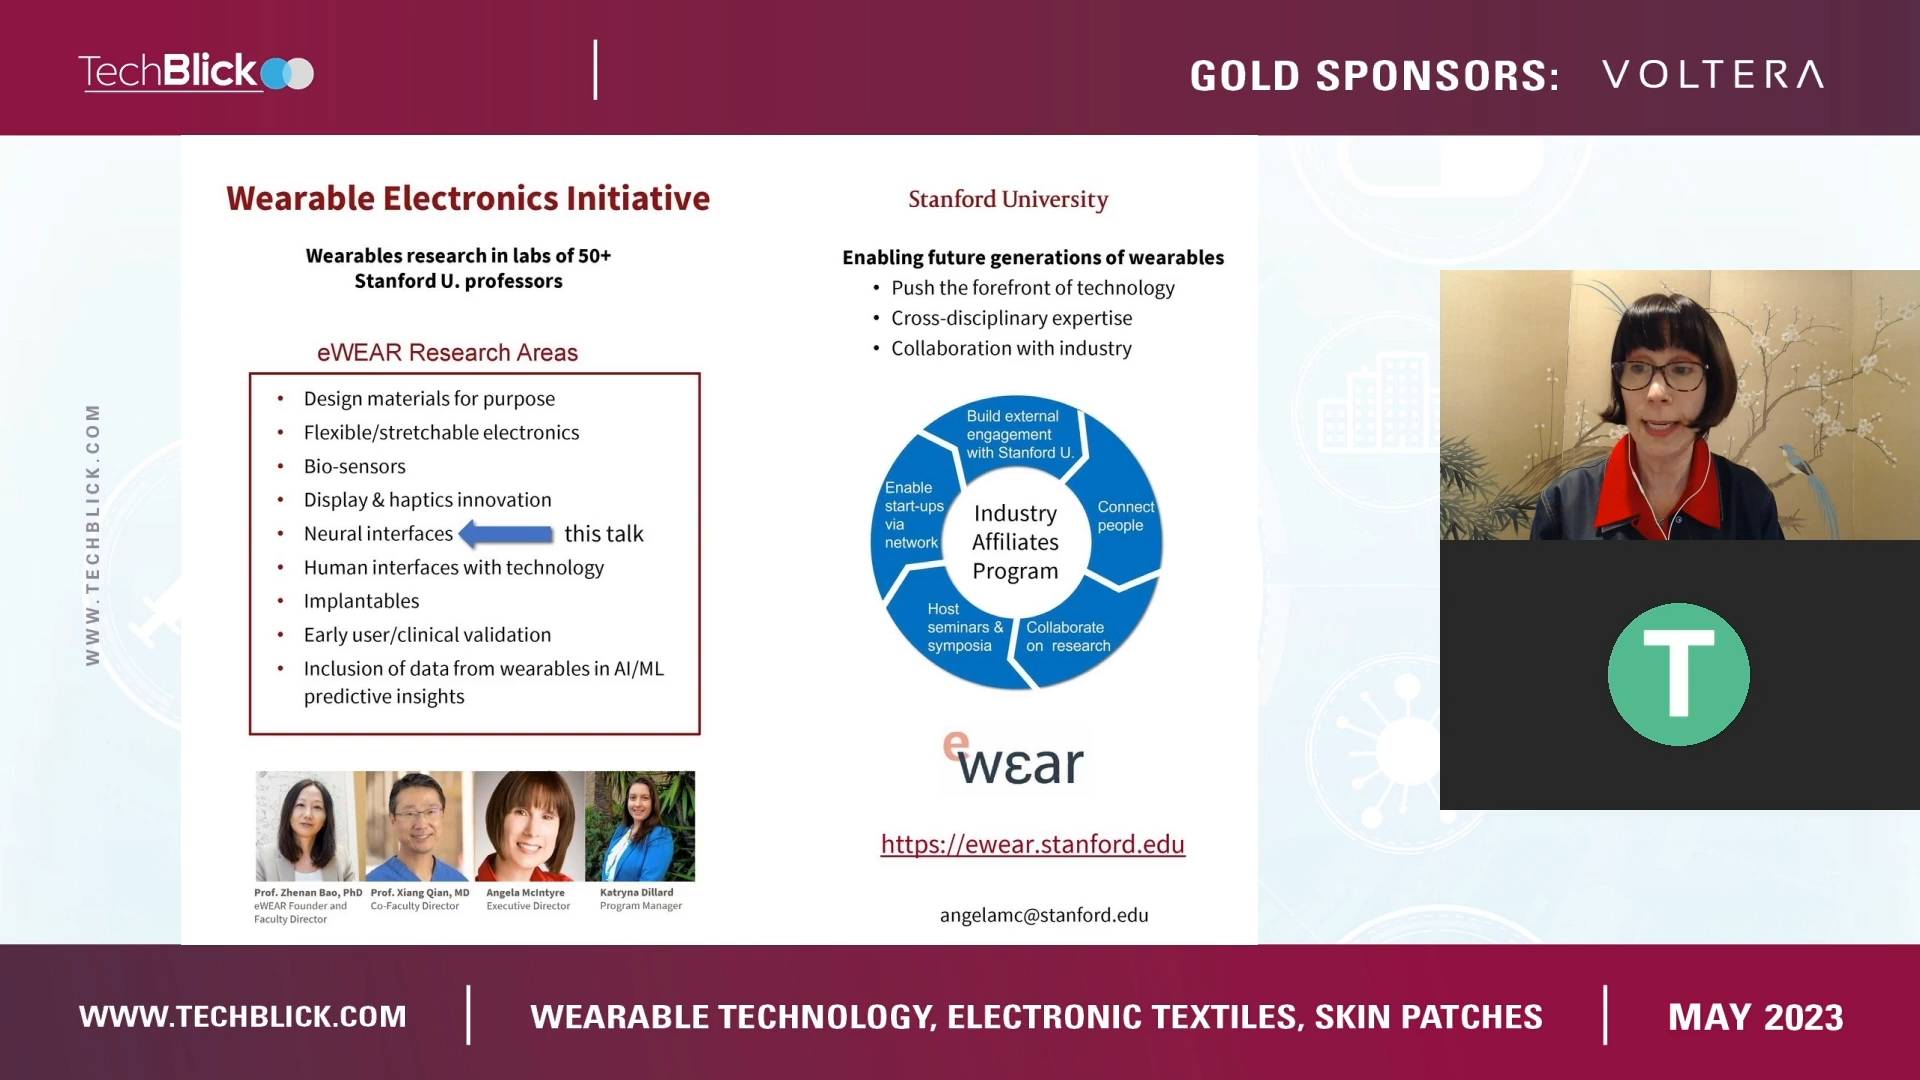 TechBlick
GOLD SPONSORS: VOLTERA
WWW.TECHBLICK.COM
Wearable Electronics Initiative
Wearables research in labs of 50+
Stanford U. professors
eWEAR Research Areas
• Design materials for purpose
• Flexible/stretchable electronics
• Bio-sensors
• Display & haptics innovation
• Neural interfaces this talk
• Human interfaces with technology
• Implantables
• Early user/clinical validation
• Inclusion of data from wearables in AI/ML
predictive insights
Prof. Zhenan Bao, PhD
eWEAR Founder and
Faculty Director
Prof. Xiang Qian, MD
Co-Faculty Director
Angela McIntyre
Executive Director
Katryna Dillard
Program Manager
Stanford University
Enabling future generations of wearables
• Push the forefront of technology
• Cross-disciplinary expertise
• Collaboration with industry
Build external
engagement
with Stanford U.
Connect
people
Collaborate
on research
Host
seminars &
symposia
Enable
start-ups
via
network
Industry
Affiliates
Program
ewɛar
https://ewear.stanford.edu
angelamc@stanford.edu
T
WWW.TECHBLICK.COM
WEARABLE TECHNOLOGY, ELECTRONIC TEXTILES, SKIN PATCHES
MAY 2023